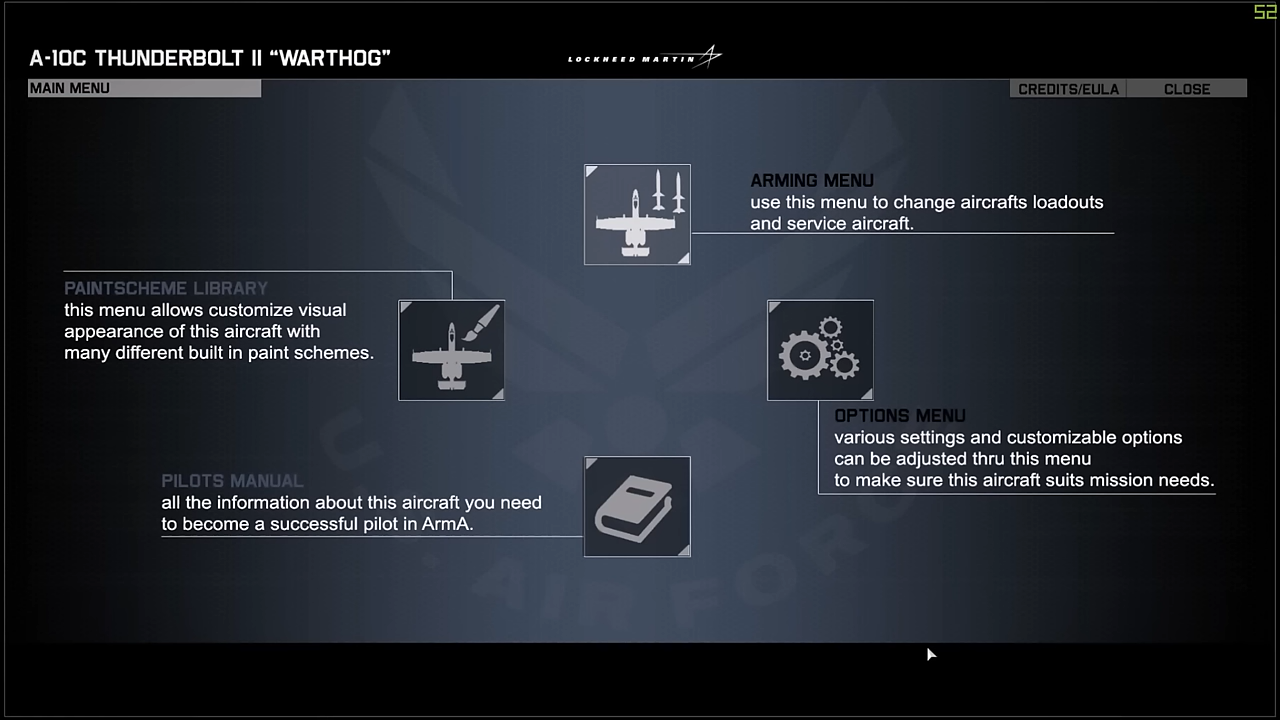 52
A-10C THUNDERBOLT II “WARTHOG”
LOCKHEED MARTIN
MAIN MENU
CREDITS/EULA
CLOSE
ARMING MENU
use this menu to change aircrafts loadouts
and service aircraft.
PAINTSCHEME LIBRARY
this menu allows customize visual
appearance of this aircraft with
many different built in paint schemes.
OPTIONS MENU
various settings and customizable options
can be adjusted thru this menu
to make sure this aircraft suits mission needs.
PILOTS MANUAL
all the information about this aircraft you need
to become a successful pilot in ArmA.
U.S. AIR FORC